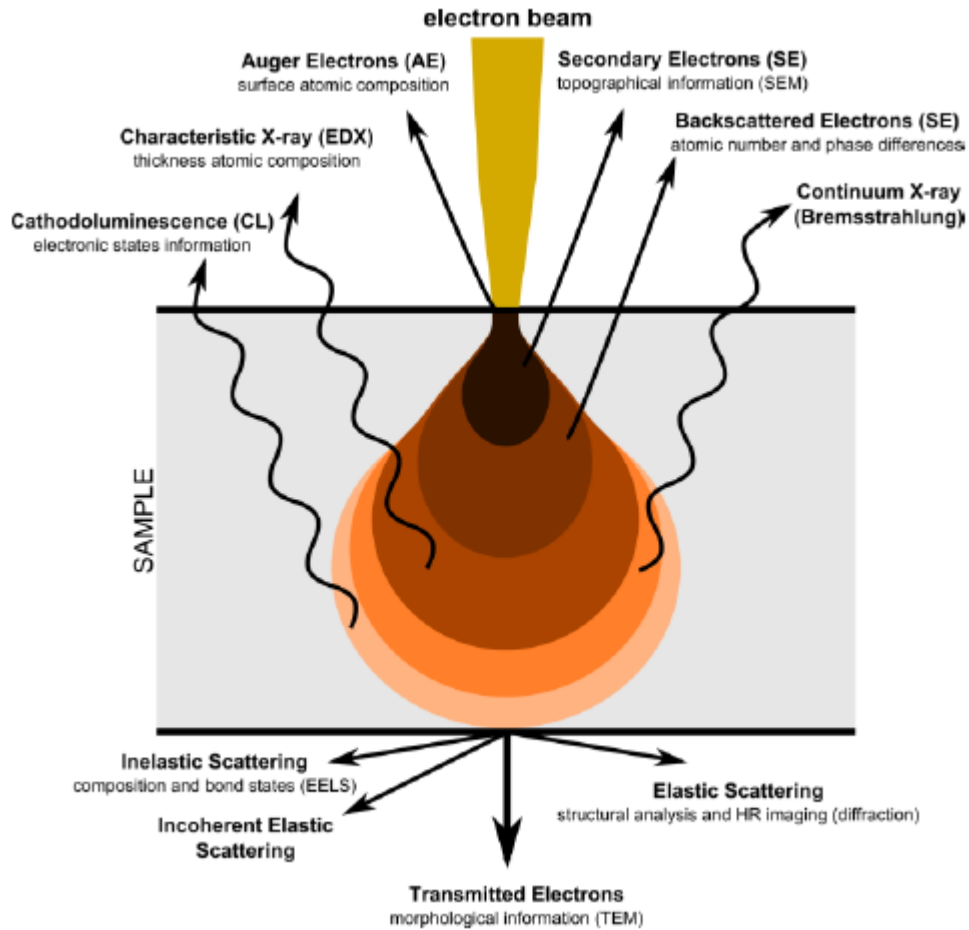 electron beam
Auger Electrons (AE)
surface atomic composition
Secondary Electrons (SE)
topographical information (SEM)
Characteristic X-ray (EDX)
thickness atomic composition
Backscattered Electrons (SE)
atomic number and phase differences
Cathodoluminescence (CL)
electronic states information
Continuum X-ray
(Bremsstrahlung)
SAMPLE
Inelastic Scattering
composition and bond states (EELS)
Incoherent Elastic
Scattering
Elastic Scattering
structural analysis and HR imaging (diffraction)
Transmitted Electrons
morphological information (TEM)